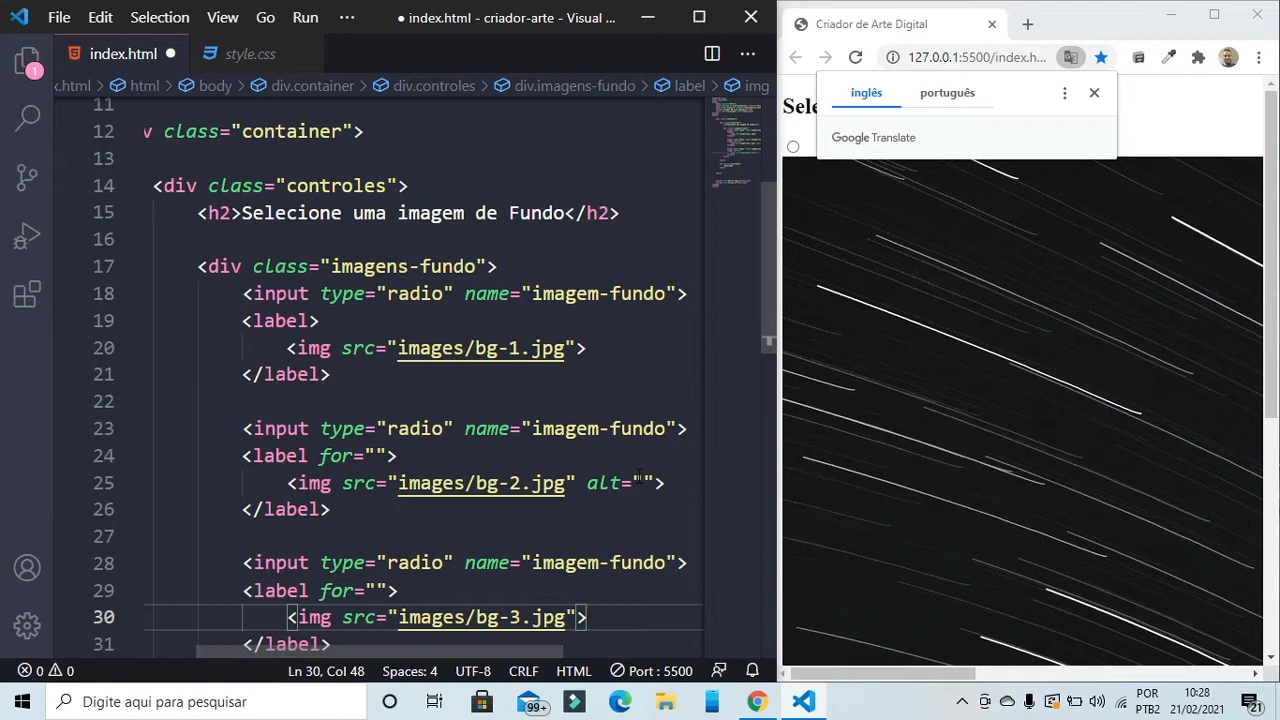 File Edit Selection View Go Run ··· ● index.html - criador-arte - Visual ...
index.html ● style.css
x.html > html > body > div.container > div.controles > div.imagens-fundo > label > img
11
12 v class="container">
13
14 <div class="controles">
15 <h2>Selecione uma imagem de Fundo</h2>
16
17 <div class="imagens-fundo">
18 <input type="radio" name="imagem-fundo">
19 <label>
20 <img src="images/bg-1.jpg">
21 </label>
22
23 <input type="radio" name="imagem-fundo">
24 <label for="">
25 <img src="images/bg-2.jpg" alt="">
26 </label>
27
28 <input type="radio" name="imagem-fundo">
29 <label for="">
30 <img src="images/bg-3.jpg">
31 </label>
1
0 0 Ln 30, Col 48 Spaces: 4 UTF-8 CRLF HTML Port : 5500
Criador de Arte Digital
127.0.0.1:5500/index.h...
Sele
inglês português
Google Translate
Digite aqui para pesquisar
99+
POR
PTB2
10:28
21/02/2021
21